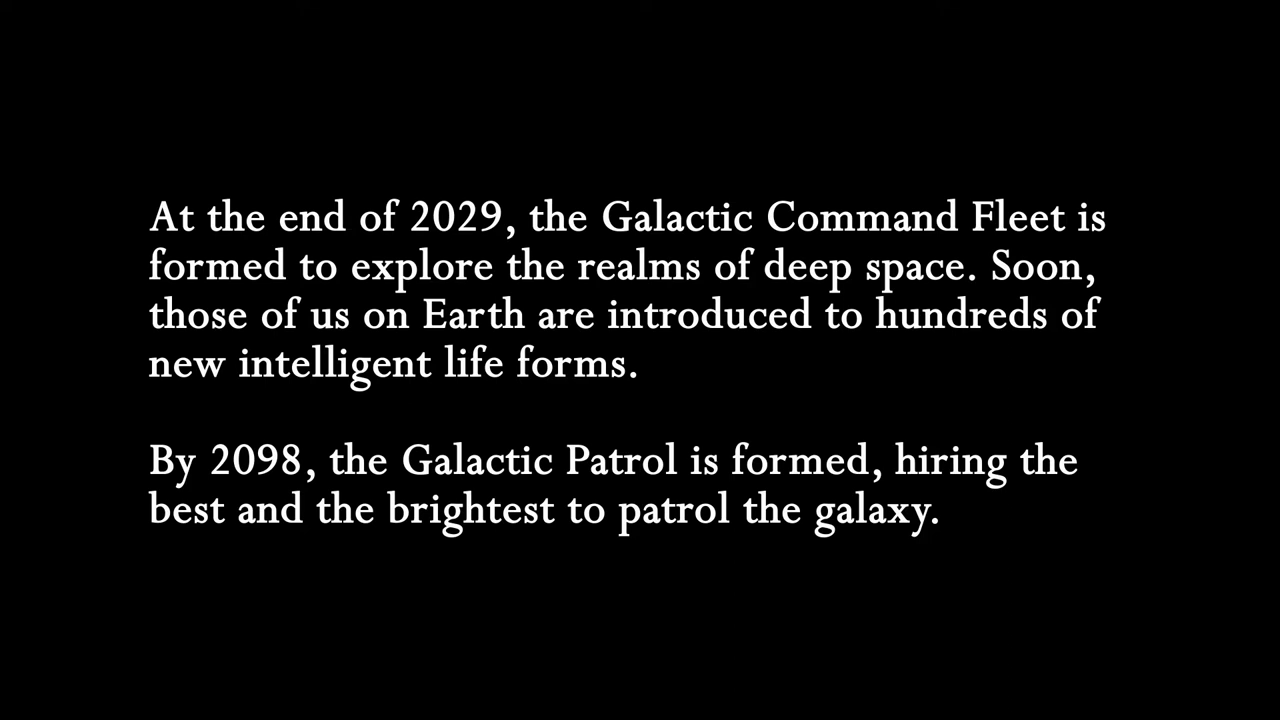 At the end of 2029, the Galactic Command Fleet is
formed to explore the realms of deep space. Soon,
those of us on Earth are introduced to hundreds of
new intelligent life forms.
By 2098, the Galactic Patrol is formed, hiring the
best and the brightest to patrol the galaxy.